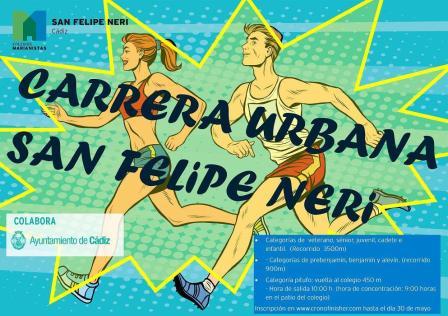 SAN FELIPE NERI
Cádiz
COLEGIO
MARIANISTAS
CARRERA URBANA
SAN FELIPE NERI
COLABORA
Ayuntamiento de Cádiz
• Categorías de veterano, sénior, juvenil, cadete e
infantil. (Recorrido 3500m)
• - Categorías de prebenjamín, benjamín y alevín. (recorrido
900m)
• Categoría pitufo: vuelta al colegio 450 m
- Hora de salida 10:00 h (hora de concentración: 9:00 horas
en el patio del colegio)
Inscripción en www.cronofinisher.com hasta el dia 30 de mayo